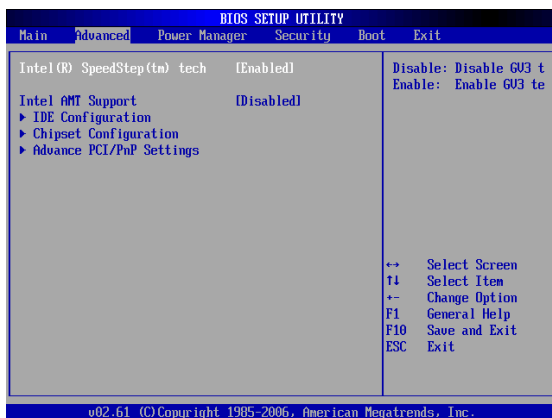 BIOS SETUP UTILITY
Main Advanced Power Manager Security Boot Exit
Intel(R) SpeedStep(tm) tech [Enabled]
Intel AMT Support [Disabled]
▶ IDE Configuration
▶ Chipset Configuration
▶ Advance PCI/PnP Settings
Disable: Disable GV3 t
Enable: Enable GV3 te
↔ Select Screen
↑↓ Select Item
+- Change Option
F1 General Help
F10 Save and Exit
ESC Exit
v02.61 (C)Copyright 1985-2006, American Megatrends, Inc.